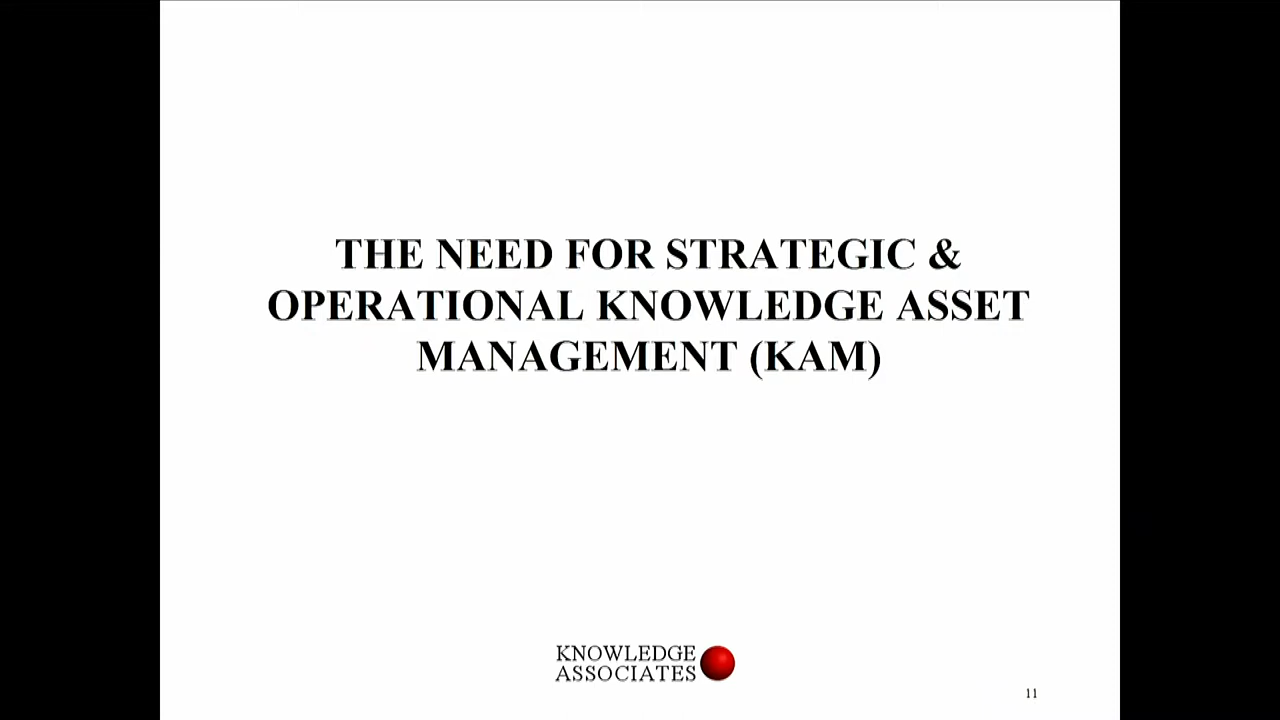 THE NEED FOR STRATEGIC &
OPERATIONAL KNOWLEDGE ASSET
MANAGEMENT (KAM)
KNOWLEDGE
ASSOCIATES
11